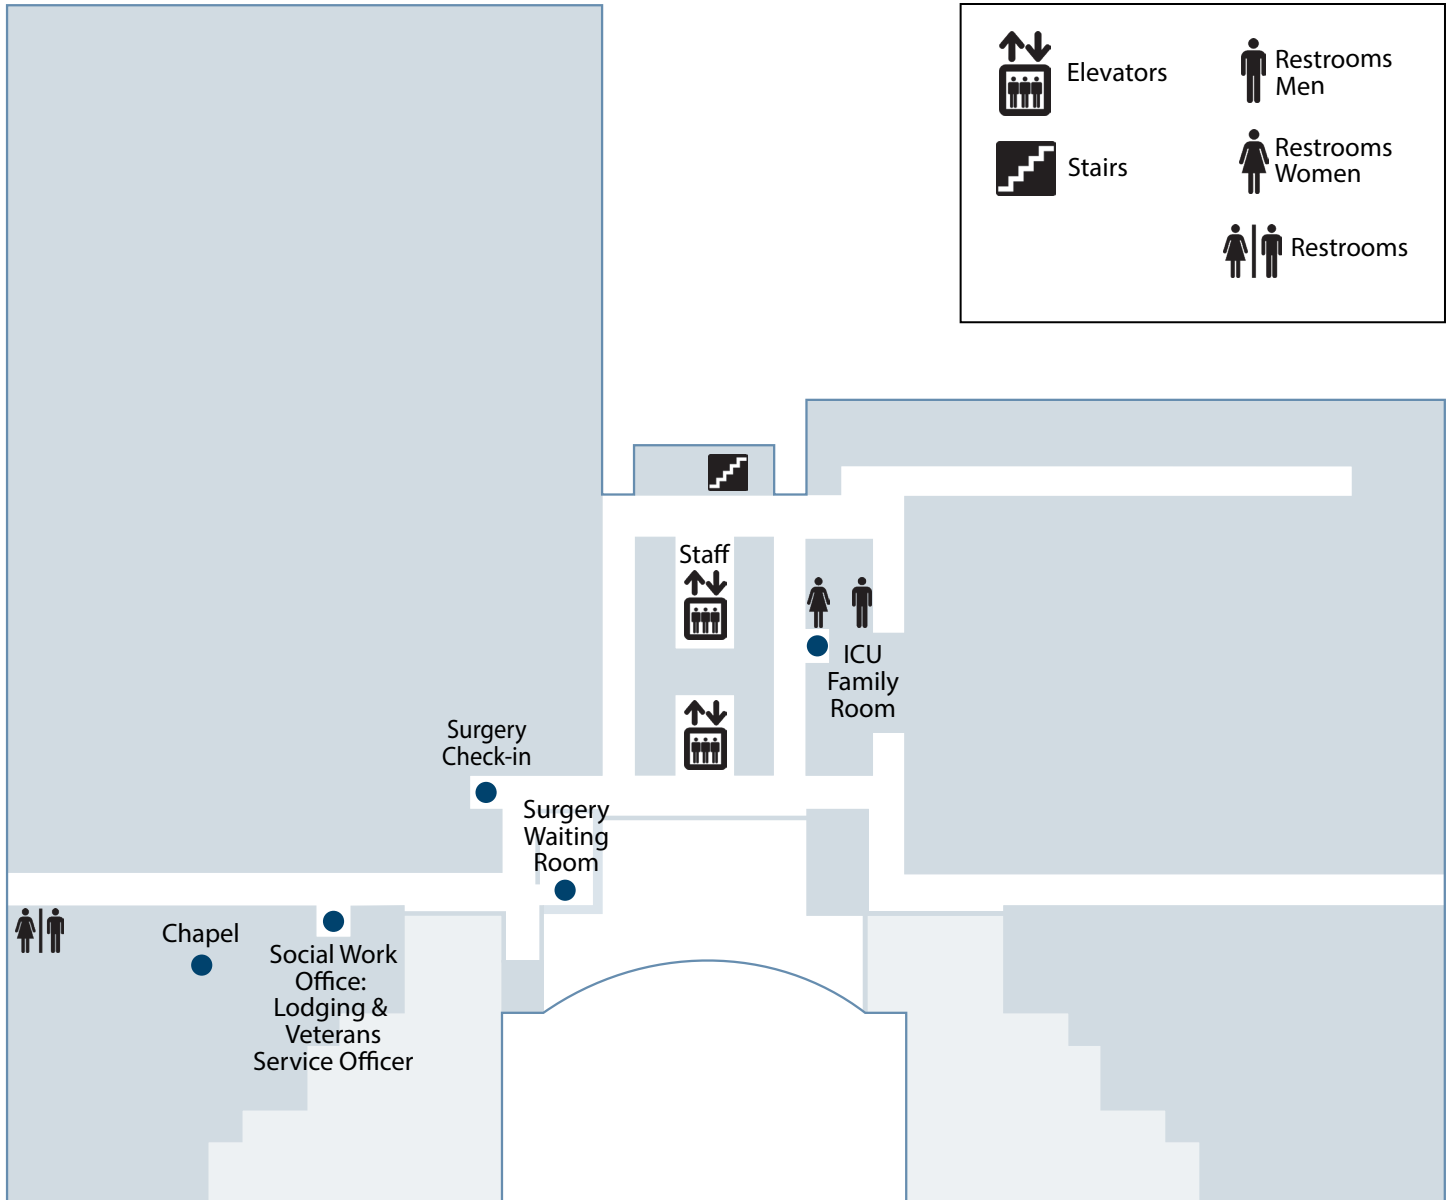 Elevators
Stairs
Restrooms
Men
Restrooms
Women
Restrooms
Staff
ICU
Family
Room
Surgery
Check-in
Surgery
Waiting
Room
Chapel
Social Work
Office:
Lodging &
Veterans
Service Officer